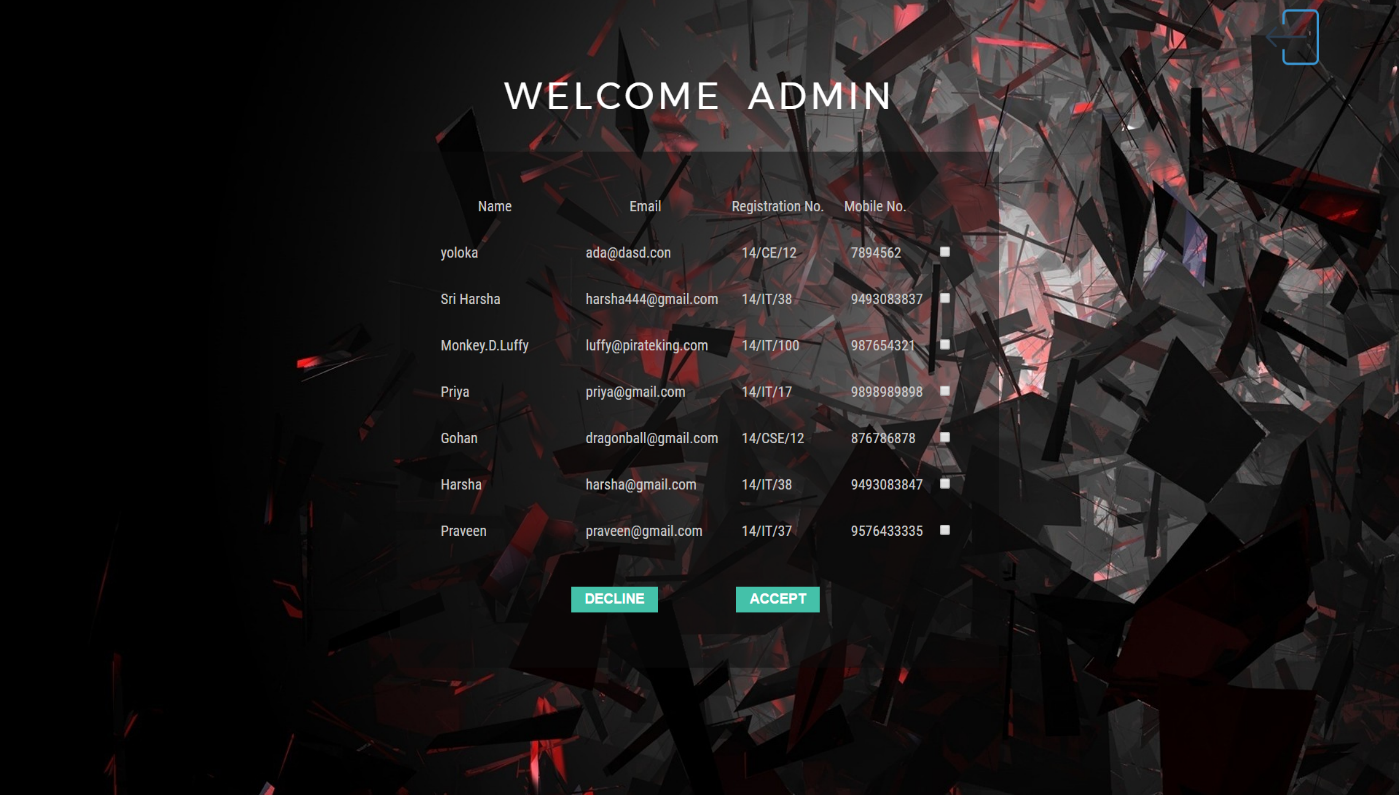 WELCOME ADMIN
Name Email Registration No. Mobile No.
yoloka ada@dasd.con 14/CE/12 7894562
Sri Harsha harsha444@gmail.com 14/IT/38 9493083837
Monkey.D.Luffy luffy@pirateking.com 14/IT/100 987654321
Priya priya@gmail.com 14/IT/17 9898989898
Gohan dragonball@gmail.com 14/CSE/12 876786878
Harsha harsha@gmail.com 14/IT/38 9493083847
Praveen praveen@gmail.com 14/IT/37 9576433335
DECLINE ACCEPT